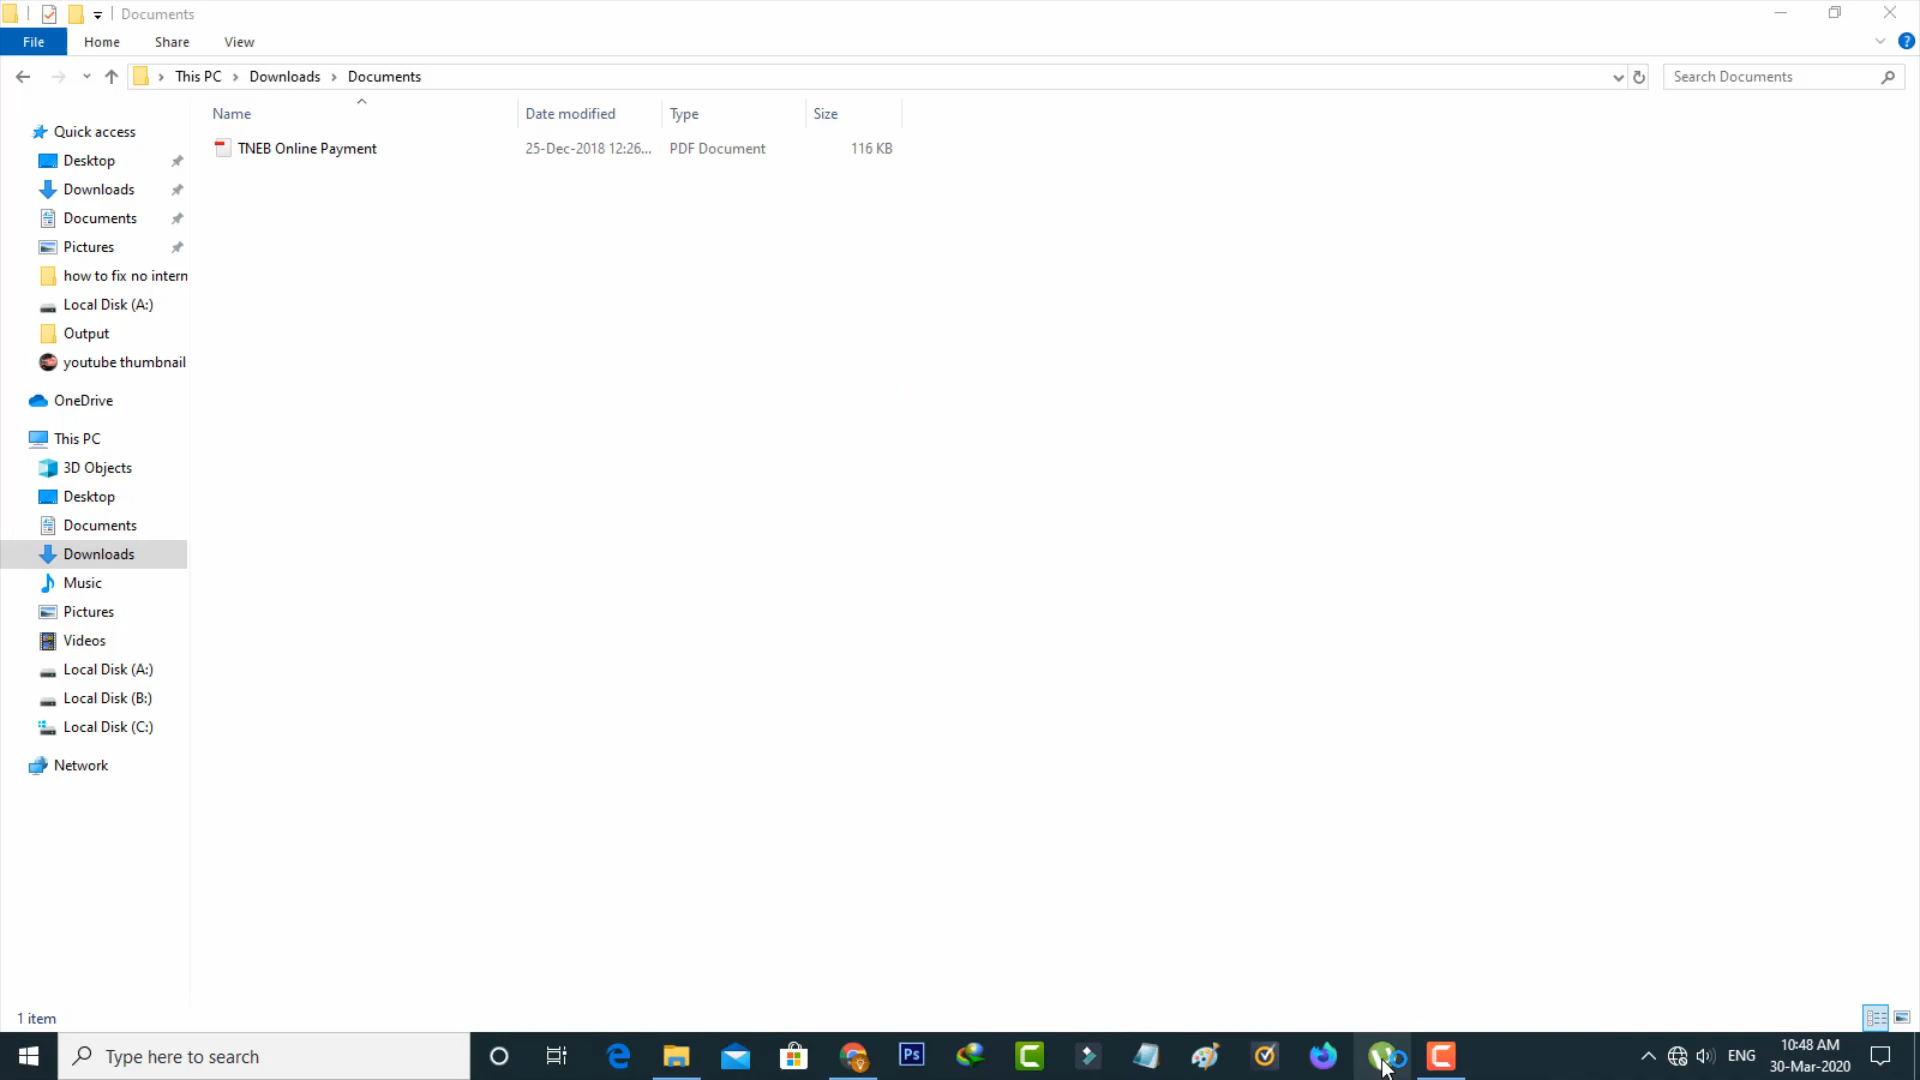 Documents
File Home Share View
This PC Downloads Documents
Search Documents
Name Date modified Type Size
TNEB Online Payment 25-Dec-2018 12:26... PDF Document 116 KB
Quick access
Desktop
Downloads
Documents
Pictures
how to fix no intern
Local Disk (A:)
Output
youtube thumbnail
OneDrive
This PC
3D Objects
Desktop
Documents
Downloads
Music
Pictures
Videos
Local Disk (A:)
Local Disk (B:)
Local Disk (C:)
Network
1 item
Type here to search
Ps
ENG
10:48 AM
30-Mar-2020